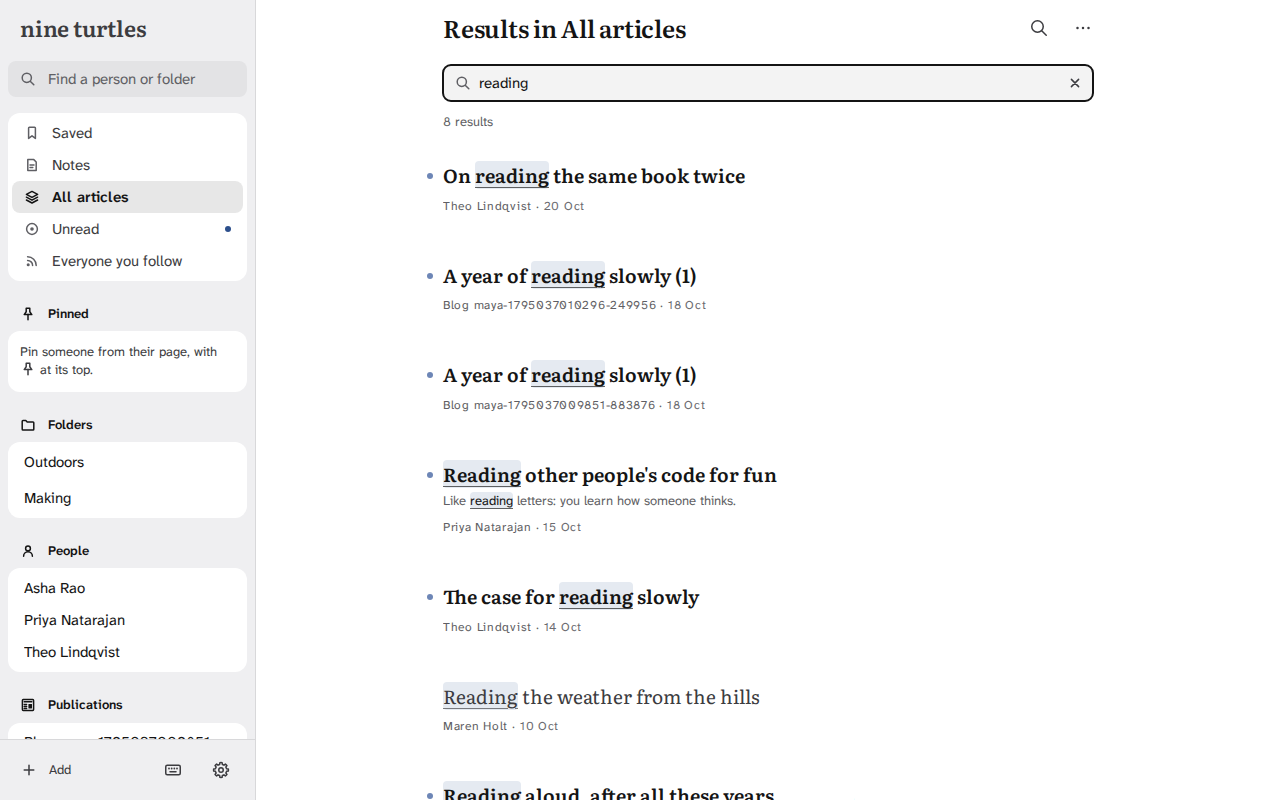 nine turtles
Find a person or folder
Saved
Notes
All articles
Unread
Everyone you follow
Pinned
Pin someone from their page, with
at its top.
Folders
Outdoors
Making
People
Asha Rao
Priya Natarajan
Theo Lindqvist
Publications
Add
Results in All articles
reading
8 results
On reading the same book twice
Theo Lindqvist · 20 Oct
A year of reading slowly (1)
Blog maya-1795037010296-249956 · 18 Oct
A year of reading slowly (1)
Blog maya-1795037009851-883876 · 18 Oct
Reading other people's code for fun
Like reading letters: you learn how someone thinks.
Priya Natarajan · 15 Oct
The case for reading slowly
Theo Lindqvist · 14 Oct
Reading the weather from the hills
Maren Holt · 10 Oct
Reading aloud, after all these years